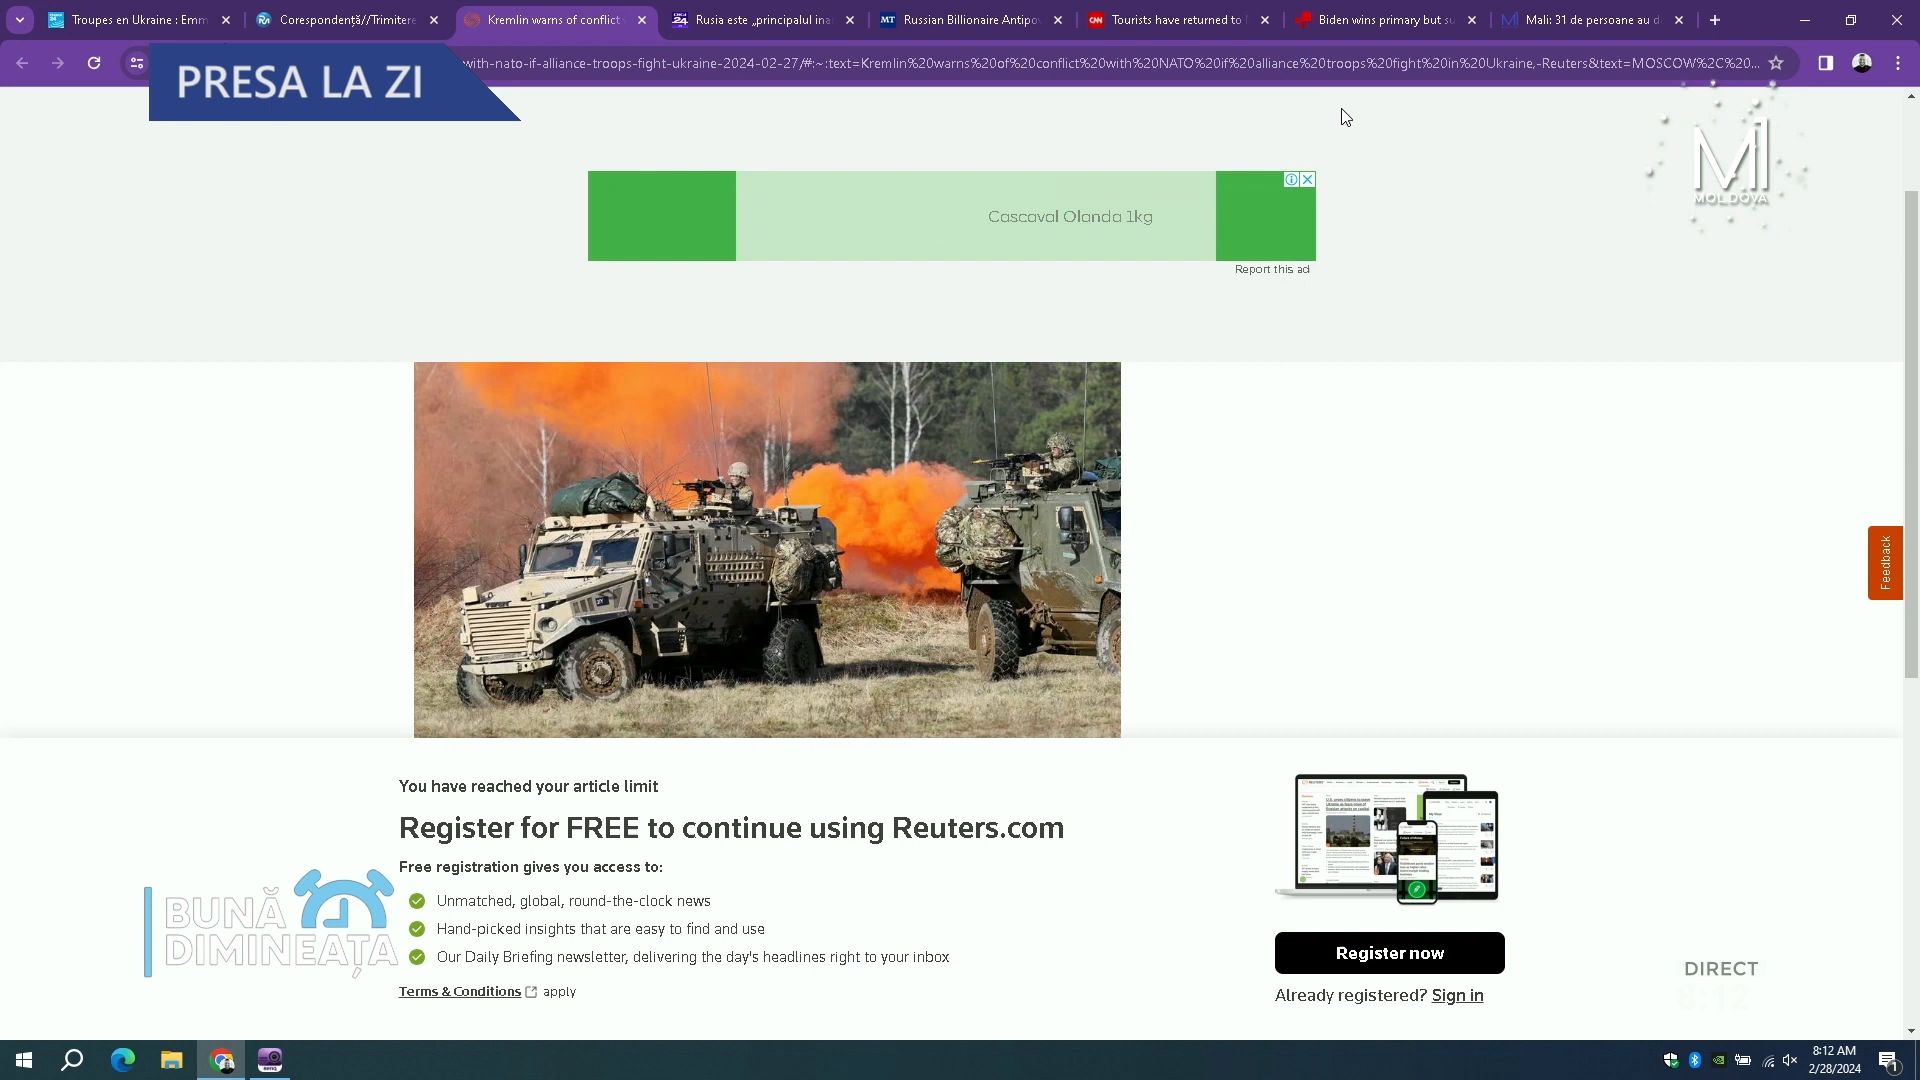 Troupes en Ukraine : Emm
Corespondență//Trimitere
Kremlin warns of conflict
Rusia este „principalul ina
Russian Billionaire Antipo
Tourists have returned to
Biden wins primary but su
Mali: 31 de persoane au d
with-nato-if-alliance-troops-fight-ukraine-2024-02-27/#:~:text=Kremlin%20warns%20of%20conflict%20with%20NATO%20if%20alliance%20troops%20fight%20in%20Ukraine,-Reuters&text=MOSCOW%2C%20...
PRESA LA ZI
M1
MOLDOVA
Cascaval Olanda 1kg
Report this ad
Feedback
You have reached your article limit
Register for FREE to continue using Reuters.com
Free registration gives you access to:
Unmatched, global, round-the-clock news
Hand-picked insights that are easy to find and use
Our Daily Briefing newsletter, delivering the day's headlines right to your inbox
Terms & Conditions apply
BUNĂ
DIMINEAȚA
Register now
Already registered? Sign in
DIRECT
8:12
8:12 AM
2/28/2024